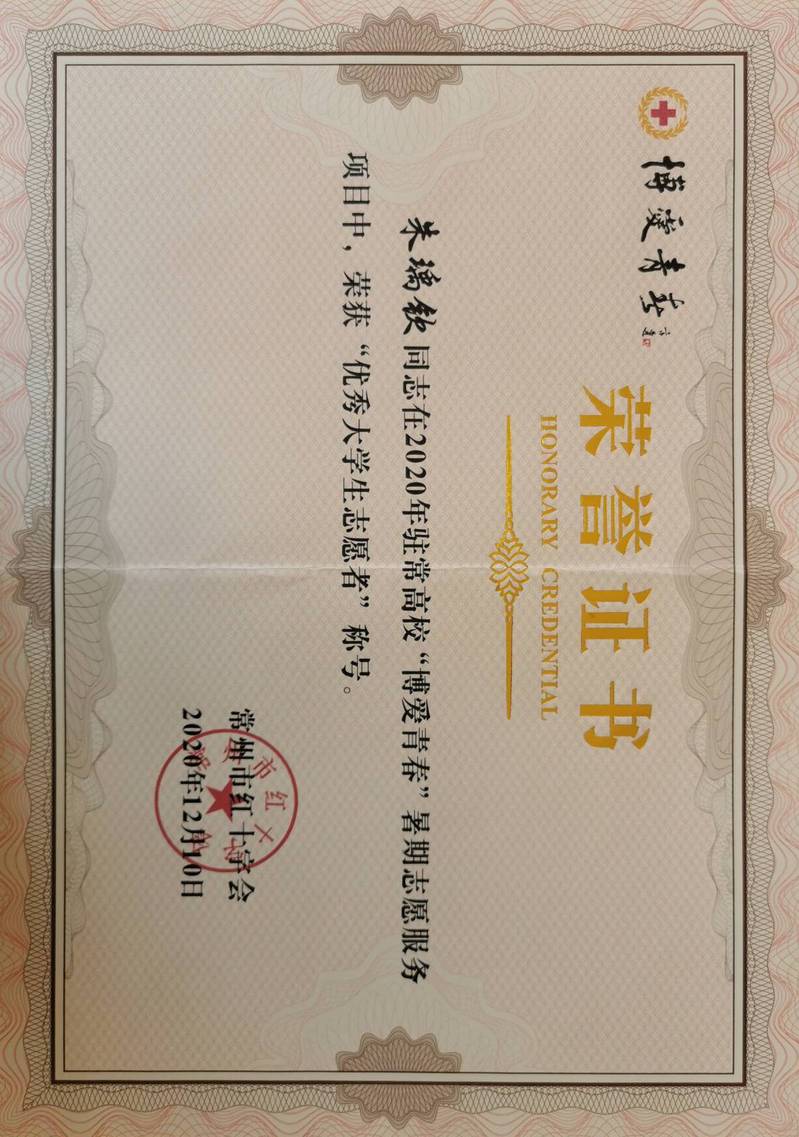 博爱青春
荣誉证书
HONORARY CREDENTIAL
朱瑀钦同志在2020年驻常高校“博爱青春”暑期志愿服务
项目中，荣获“优秀大学生志愿者”称号。
常州市红十字会
2020年12月10日